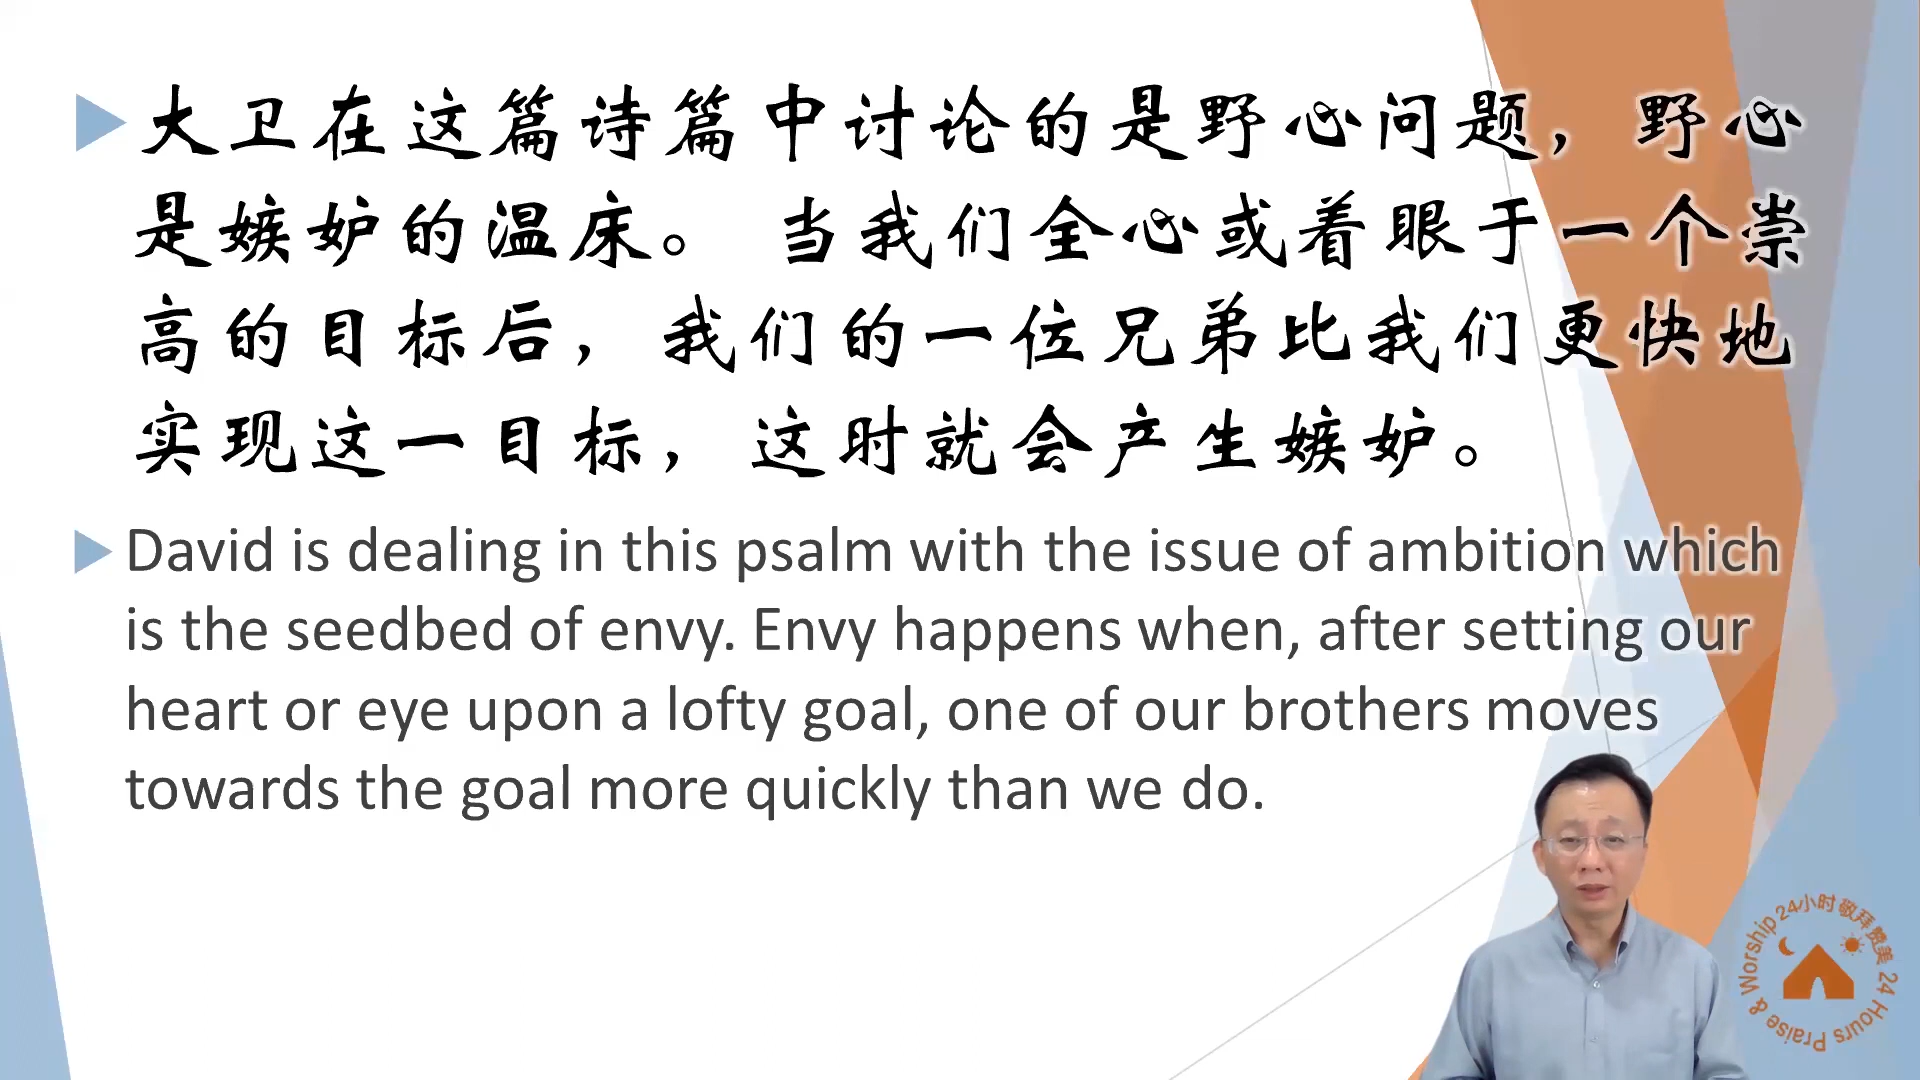 大卫在这篇诗篇中讨论的是野心问题，野心
是嫉妒的温床。 当我们全心或着眼于一个崇
高的目标后，我们的一位兄弟比我们更快地
实现这一目标，这时就会产生嫉妒。
David is dealing in this psalm with the issue of ambition which
is the seedbed of envy. Envy happens when, after setting our
heart or eye upon a lofty goal, one of our brothers moves
towards the goal more quickly than we do.
24小时敬拜赞美 24 Hours Praise & Worship